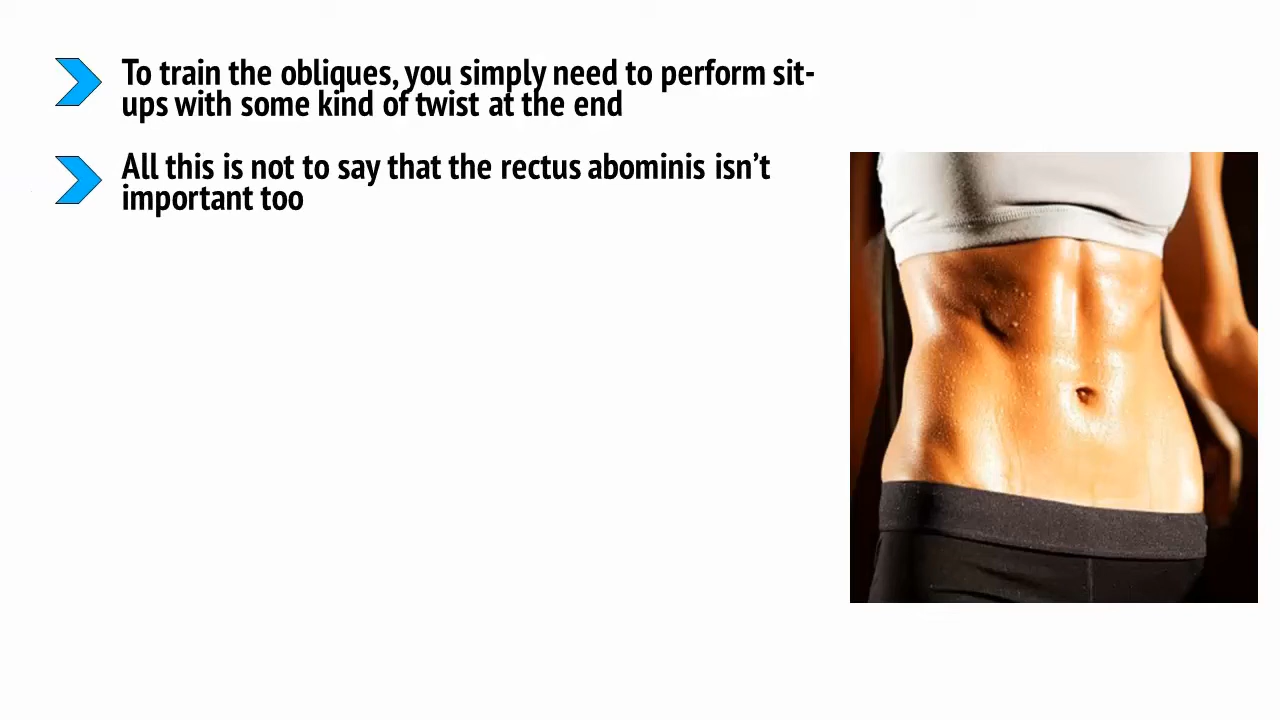 To train the obliques, you simply need to perform sit-
ups with some kind of twist at the end
All this is not to say that the rectus abominis isn’t
important too